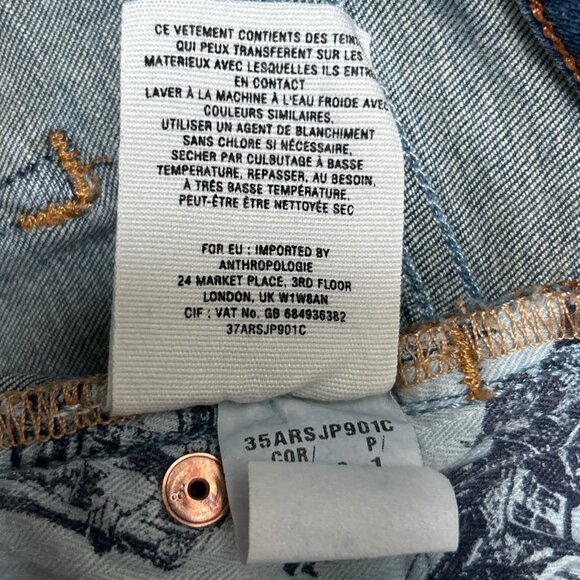 CE VETEMENT CONTIENTS DES
QUI PEUX TRANSFERENT SUR LES
MATERIEUX AVEC LESQUELLES ILS
EN CONTACT
LAVER À LA MACHINE À L'EAU FROIDE AVEC
COULEURS SIMILAIRES.
UTILISER UN AGENT DE BLANCHIMENT
SANS CHLORE SI NÉCESSAIRE,
SECHER PAR CULBUTAGE À BASSE
TEMPERATURE, REPASSER, AU BESOIN,
À TRÉS BASSE TEMPÉRATURE.
PEUT-ÊTRE ÊTRE NETTOYÉE SEC
FOR EU : IMPORTED BY
ANTHROPOLOGIE
24 MARKET PLACE, 3RD FLOOR
LONDON, UK W1W8AN
CIF : VAT No. GB 684936382
37ARSJP901C
35ARSJP901C
COR/ P/
1